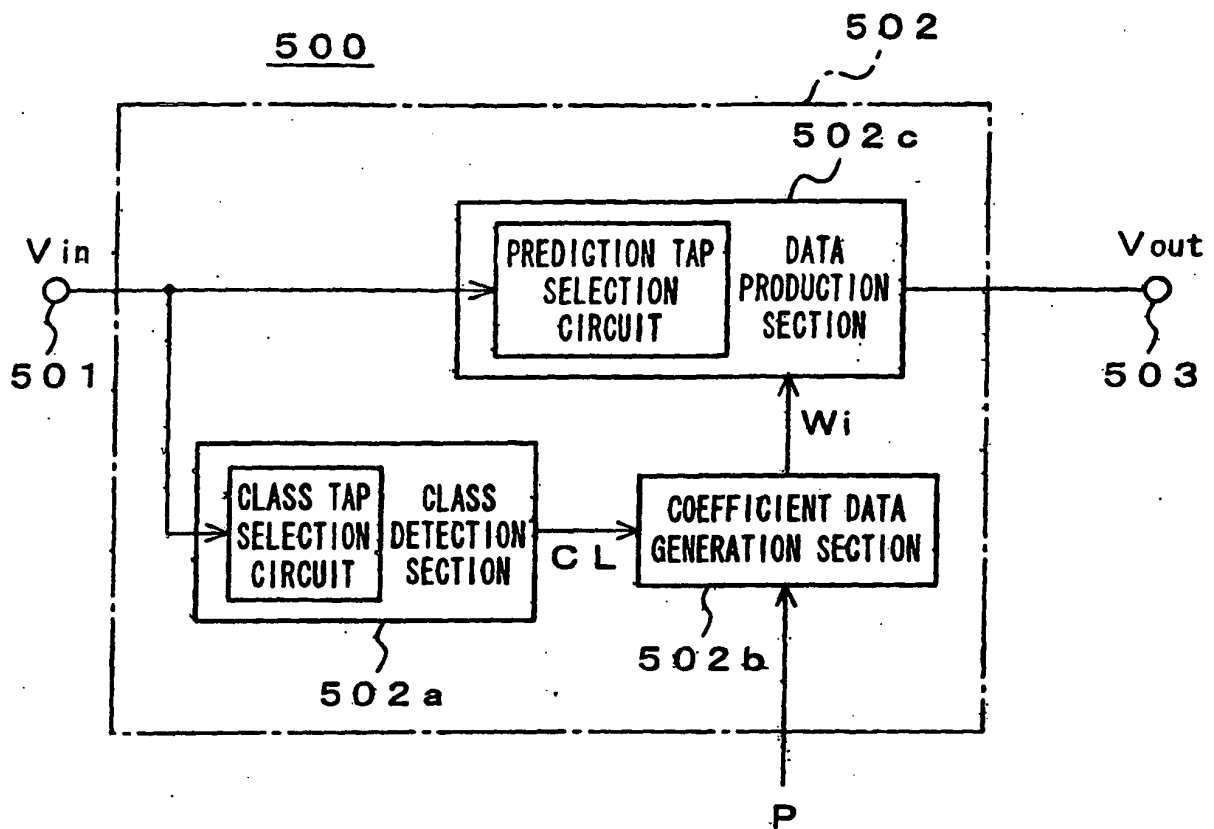 500
502
502c
Vin
PREDICTION TAP
SELECTION
CIRCUIT
DATA
PRODUCTION
SECTION
Vout
501
503
Wi
CLASS TAP
SELECTION
CIRCUIT
CLASS
DETECTION
SECTION
CL
COEFFICIENT DATA
GENERATION SECTION
502a
502b
P